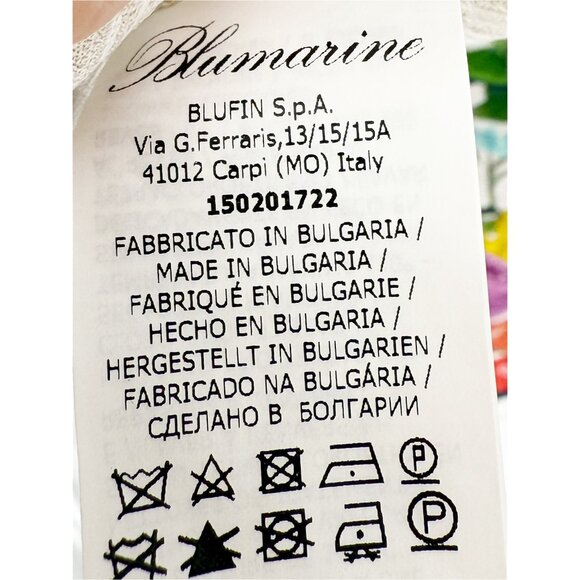 Blumarine
BLUFIN S.p.A.
Via G.Ferraris,13/15/15A
41012 Carpi (MO) Italy
150201722
FABBRICATO IN BULGARIA /
MADE IN BULGARIA /
FABRIQUÉ EN BULGARIE /
HECHO EN BULGARIA /
HERGESTELLT IN BULGARIEN /
FABRICADO NA BULGÁRIA /
СДЕЛАНО В БОЛГАРИИ
P
P